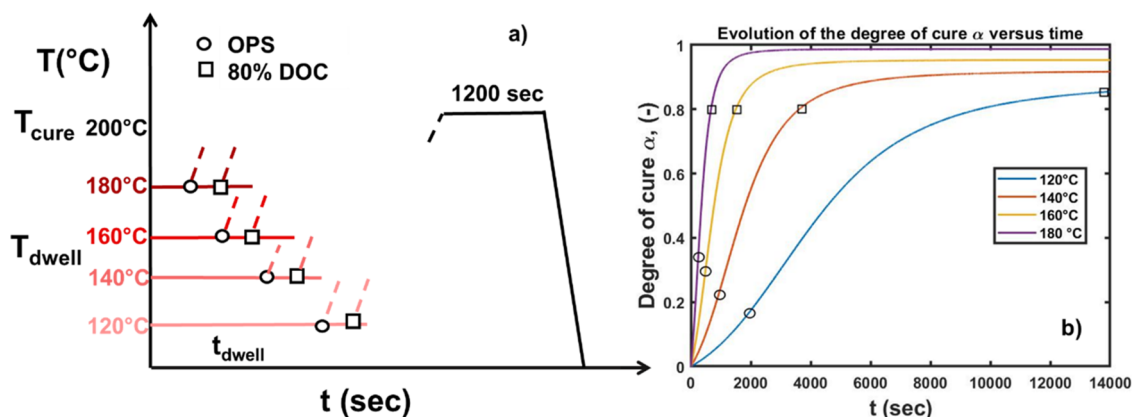 a)
T(°C)
OPS
80% DOC
1200 sec
Tcure 200°C
180°C
Tdwell 160°C
140°C
120°C
tdwell
t (sec)
Evolution of the degree of cure α versus time
1
0.8
0.6
0.4
0.2
0
Degree of cure α, (-)
120°C
140°C
160°C
180 °C
b)
0 2000 4000 6000 8000 10000 12000 14000
t (sec)